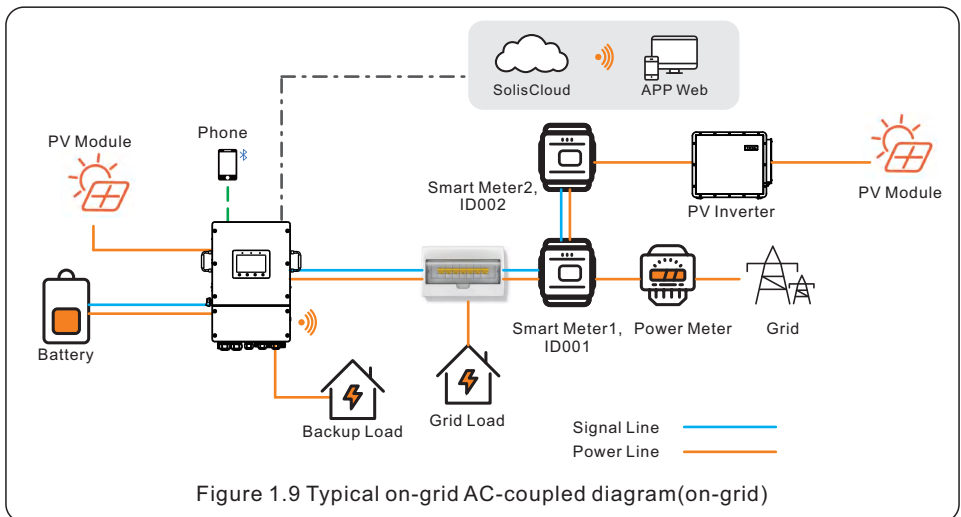 SolisCloud
APP Web
Phone
PV Module
Smart Meter2,
ID002
PV Inverter
PV Module
Battery
Smart Meter1,
ID001
Power Meter
Grid
Backup Load
Grid Load
Signal Line
Power Line
Figure 1.9 Typical on-grid AC-coupled diagram(on-grid)